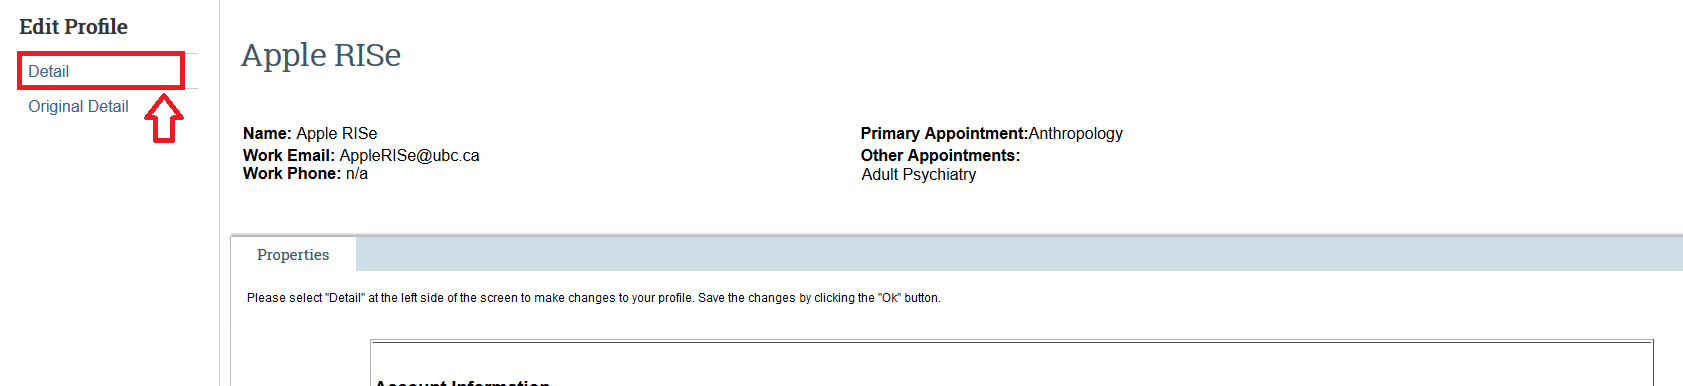 Edit Profile
Detail
Original Detail
Apple RISe
Name: Apple RISe
Work Email: AppleRISe@ubc.ca
Work Phone: n/a
Primary Appointment:Anthropology
Other Appointments:
Adult Psychiatry
Properties
Please select "Detail" at the left side of the screen to make changes to your profile. Save the changes by clicking the "Ok" button.
Account Information